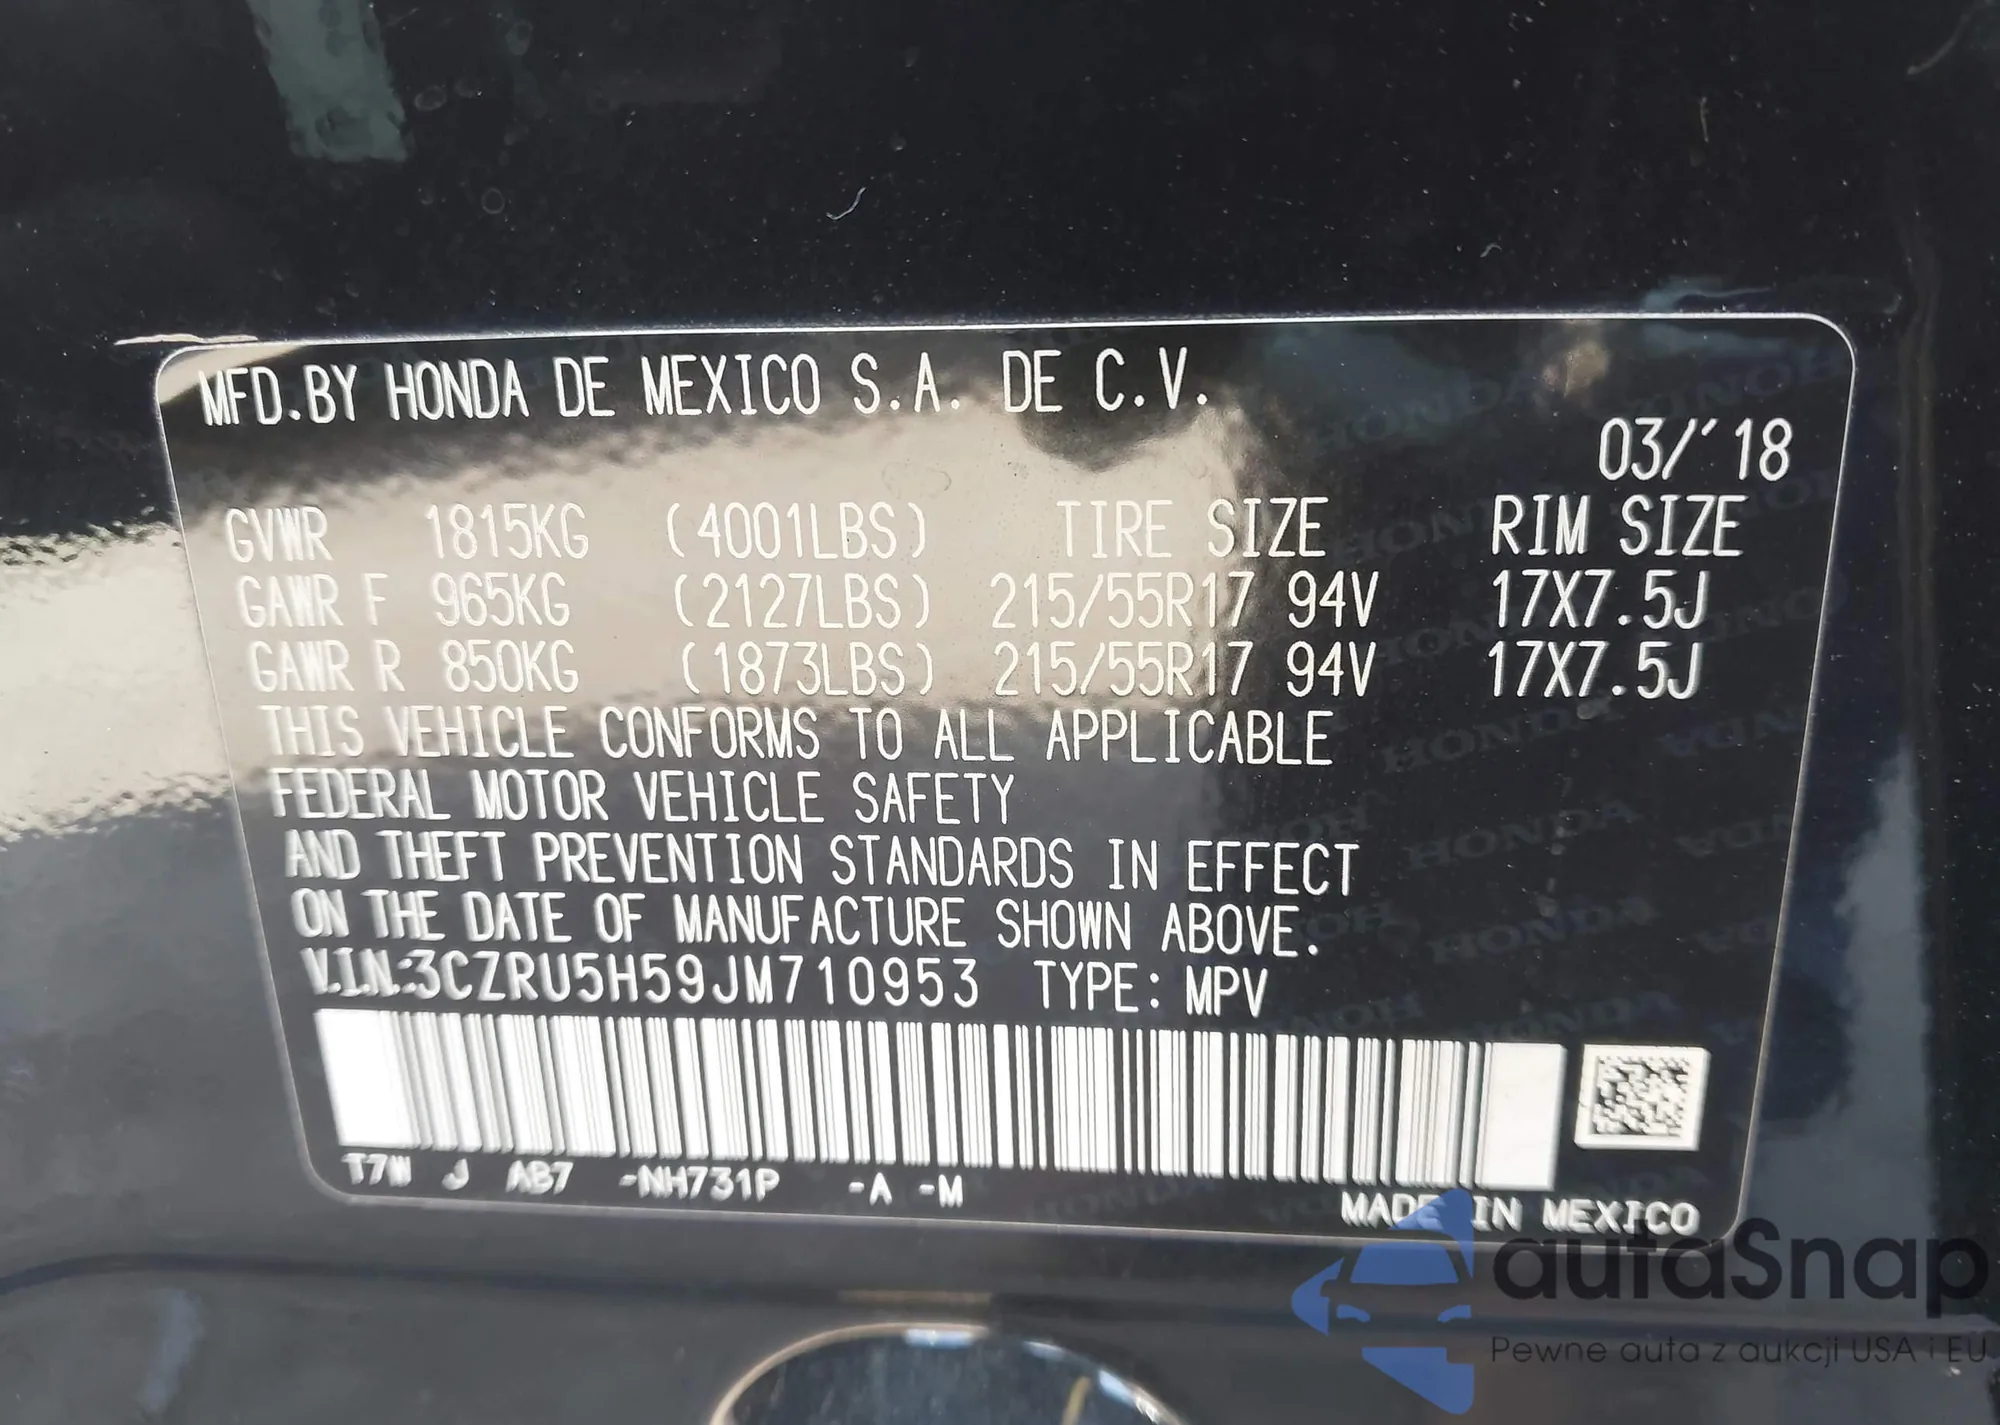 MFD.BY HONDA DE MEXICO S.A. DE C.V.
03/'18
GVWR 1815KG (4001LBS) TIRE SIZE RIM SIZE
GAWR F 965KG (2127LBS) 215/55R17 94V 17X7.5J
GAWR R 850KG (1873LBS) 215/55R17 94V 17X7.5J
THIS VEHICLE CONFORMS TO ALL APPLICABLE
FEDERAL MOTOR VEHICLE SAFETY
AND THEFT PREVENTION STANDARDS IN EFFECT
ON THE DATE OF MANUFACTURE SHOWN ABOVE.
V.I.N.:3CZRU5H59JM710953 TYPE: MPV
T7W J AB7 -NH731P -A -M
MADE IN MEXICO
autaSnap
Pewne auta z aukcji USA i EU